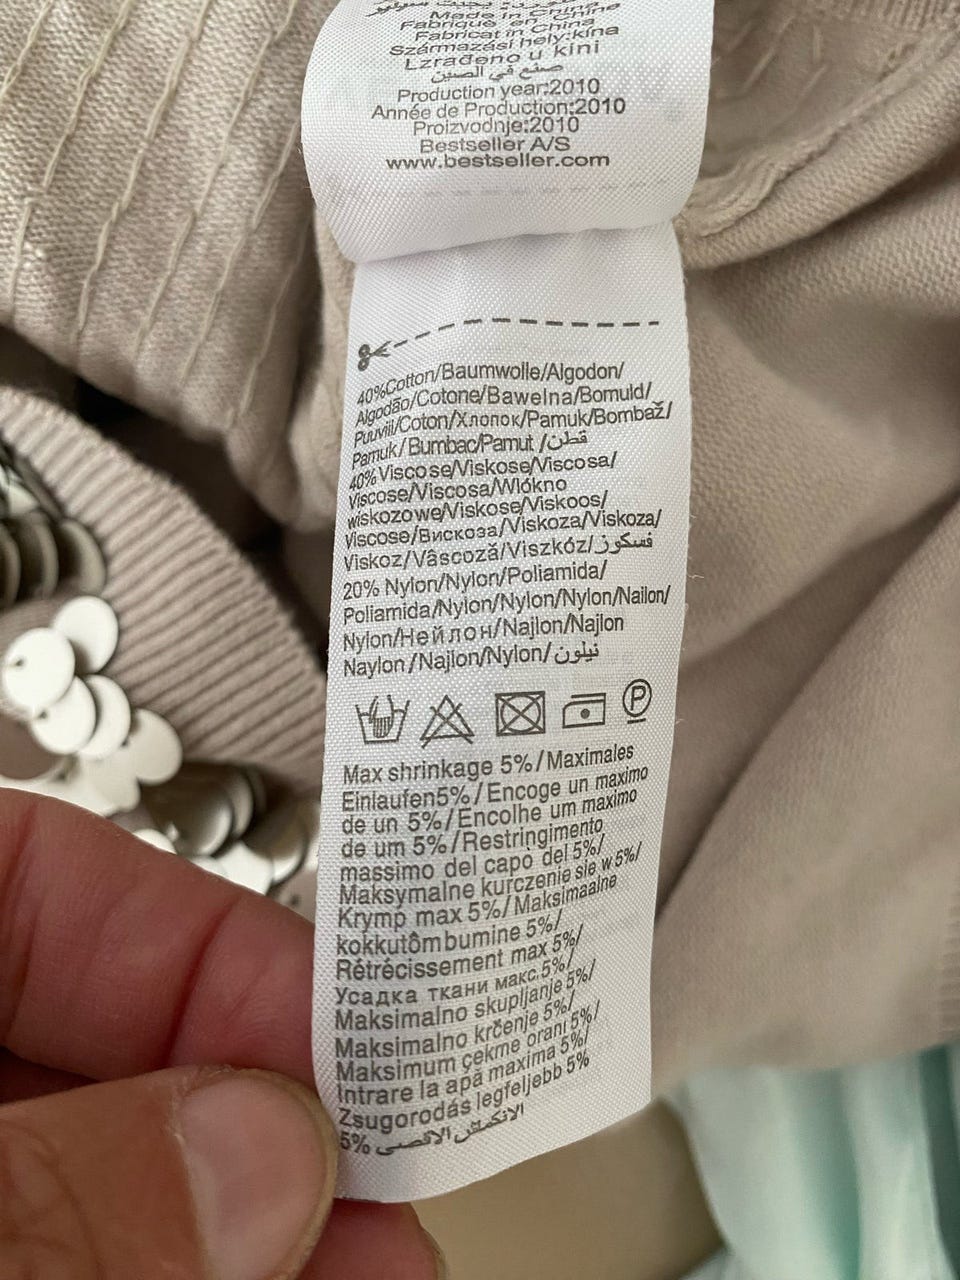 Made in China
Fabriqué en Chine
Fabricat in China
Származási hely:kína
Lzrađeno u kini
صنع في الصين
Production year:2010
Année de Production:2010
Proizvodnje:2010
Bestseller A/S
www.bestseller.com
40%Cotton/Baumwolle/Algodon/
Algodão/Cotone/Bawelna/Bomuld/
Puuvill/Coton/Хлопок/Pamuk/Bombaž/
Pamuk/Bumbac/Pamut /قطن
40%Viscose/Viskose/Viscosa/
Viscose/Viscosa/Wlókno
wiskozowe/Viskose/Viskoos/
Viscose/Вискоза/Viskoza/Viskoza/
Viskoz/Vâscoză/Viszkóz/فسكوز
20% Nylon/Nylon/Poliamida/
Poliamida/Nylon/Nylon/Nylon/Nailon/
Nylon/Нейлон/Najlon/Najlon
Naylon/Najlon/Nylon/نيلون
P
Max shrinkage 5%/Maximales
Einlaufen5%/Encoge un maximo
de un 5%/Encolhe um maximo
de um 5%/Restringimento
massimo del capo del 5%/
Maksymalne kurczenie sie w 5%/
Krymp max 5%/Maksimaalne
kokkutõmbumine 5%/
Rétrécissement max 5%/
Усадка ткани макс.5%/
Maksimalno skupljanje 5%/
Maksimalno krčenje 5%/
Maksimum çekme orani 5%/
Intrare la apă maxima 5%/
Zsugorodás legfeljebb 5%
الانكمش الاقصى 5%